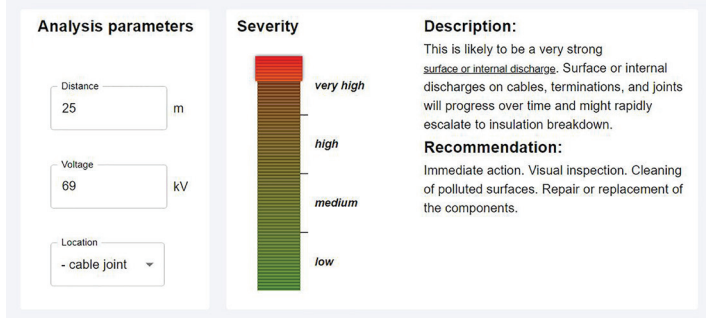 Analysis parameters
Distance
25
m
Voltage
69
kV
Location
- cable joint
Severity
very high
high
medium
low
Description:
This is likely to be a very strong
surface or internal discharge. Surface or internal
discharges on cables, terminations, and joints
will progress over time and might rapidly
escalate to insulation breakdown.
Recommendation:
Immediate action. Visual inspection. Cleaning
of polluted surfaces. Repair or replacement of
the components.